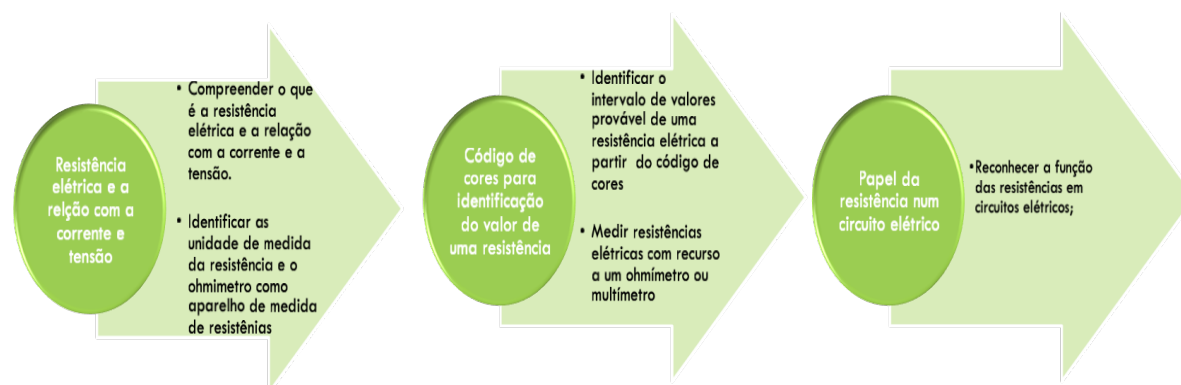 Resistência
elétrica e a
relção com a
corrente e
tensão
• Compreender o que
é a resistência
elétrica e a relação
com a corrente e a
tensão.
• Identificar as
unidade de medida
da resistência e o
ohmimetro como
aparelho de medida
de resistênias
Código de
cores para
identificação
do valor de
uma resistência
• Identificar o
intervalo de valores
provável de uma
resistência elétrica a
partir do código de
cores
• Medir resistências
elétricas com recurso
a um ohmímetro ou
multímetro
Papel da
resistência num
circuito elétrico
•Reconhecer a função
das resistências em
circuitos elétricos;